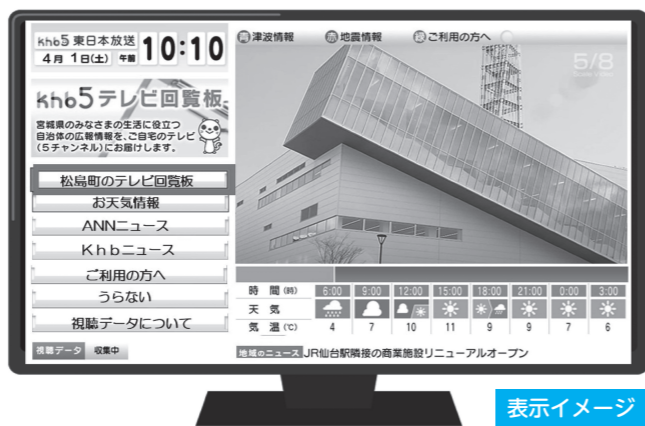 khb5 東日本放送
4月 1日(土) 午前 10:10
khb5テレビ回覧板
宮城県のみなさまの生活に役立つ
自治体の広報情報を、ご自宅のテレビ
(5チャンネル)にお届けします。
松島町のテレビ回覧板
お天気情報
ANNニュース
Khbニュース
ご利用の方へ
うらない
視聴データについて
視聴データ 収集中
青 津波情報 赤 地震情報 緑 ご利用の方へ
5/8
時 間(時) 6:00 9:00 12:00 15:00 18:00 21:00 0:00 3:00
天 気
気 温(℃) 4 7 10 11 9 9 7 6
地域のニュース JR仙台駅隣接の商業施設リニューアルオープン
表示イメージ